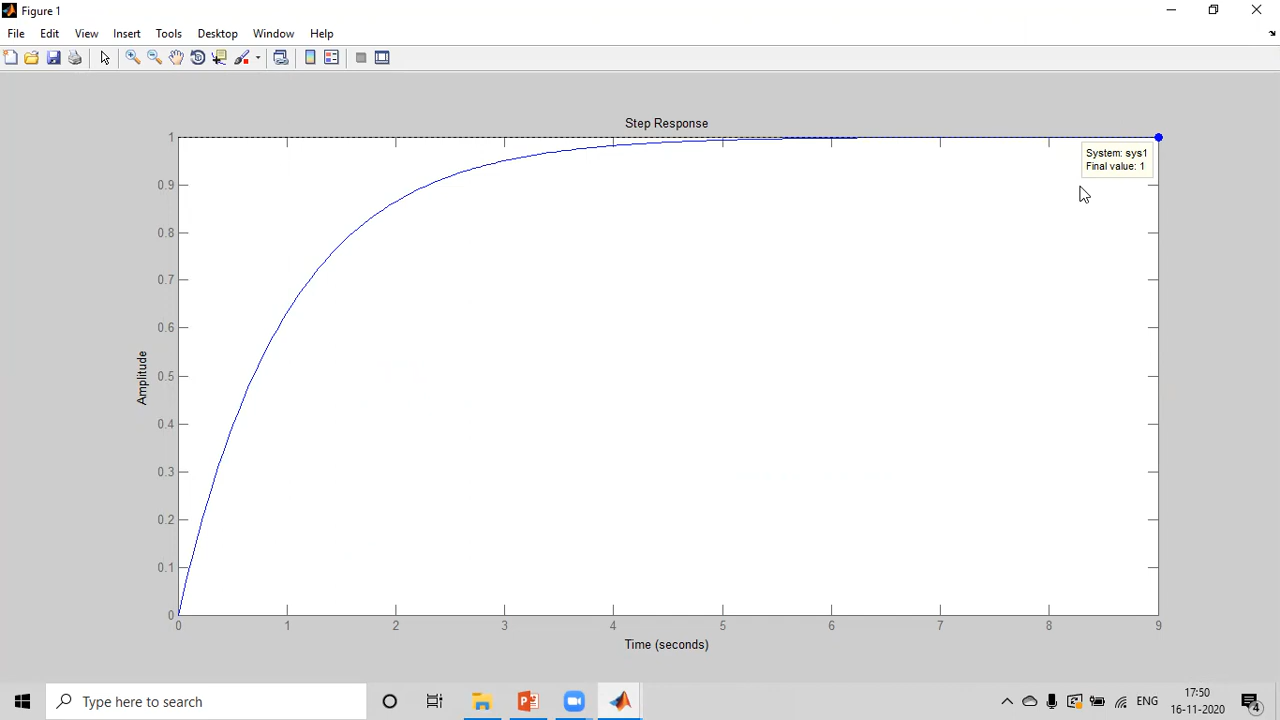 Figure 1
File Edit View Insert Tools Desktop Window Help
Step Response
1
0.9
0.8
0.7
0.6
0.5
0.4
0.3
0.2
0.1
0
Amplitude
System: sys1
Final value: 1
0 1 2 3 4 5 6 7 8 9
Time (seconds)
Type here to search
ENG
17:50
16-11-2020
4